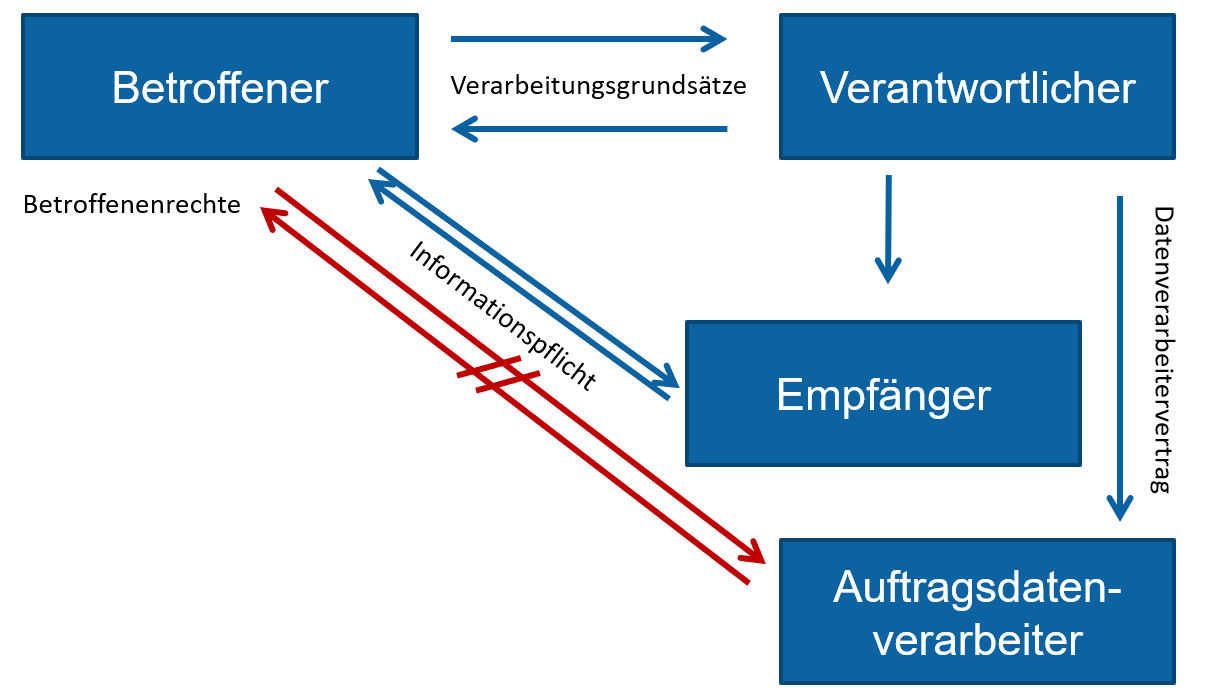 Betroffener
Verarbeitungsgrundsätze
Verantwortlicher
Betroffenenrechte
Informationspflicht
Datenverarbeitervertrag
Empfänger
Auftragsdaten-
verarbeiter